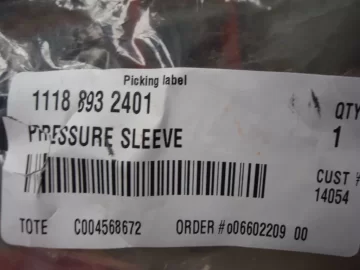 Picking label
1118 893 2401 QTY
PRESSURE SLEEVE 1
CUST #
14054
TOTE C004568672 ORDER #o06602209 00